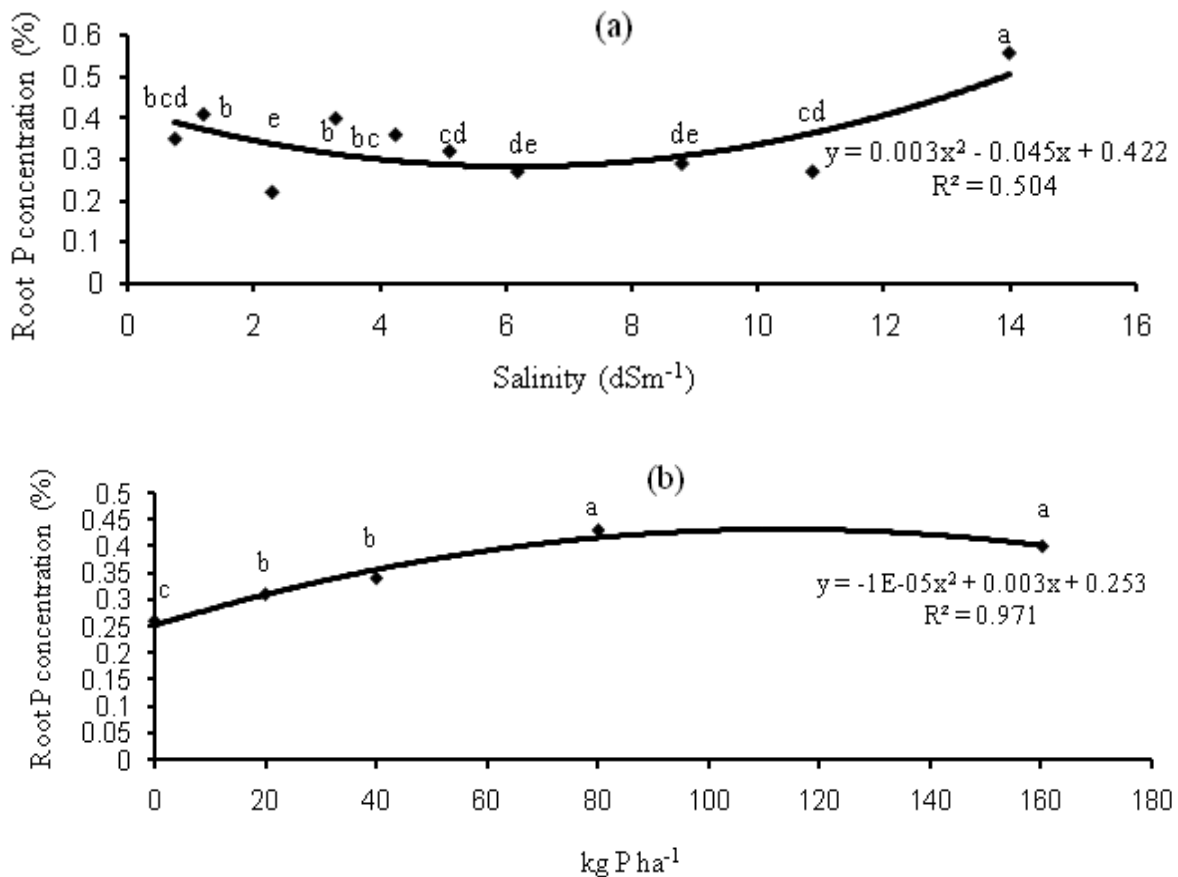 (a)
Root P concentration (%)
0.6
0.5
0.4
0.3
0.2
0.1
0
bcd
b
e
b
bc
cd
de
de
cd
a
y = 0.003x² - 0.045x + 0.422
R² = 0.504
0 2 4 6 8 10 12 14 16
Salinity (dSm⁻¹)
(b)
Root P concentration (%)
0.5
0.45
0.4
0.35
0.3
0.25
0.2
0.15
0.1
0.05
0
c
b
b
a
a
y = -1E-05x² + 0.003x + 0.253
R² = 0.971
0 20 40 60 80 100 120 140 160 180
kg P ha⁻¹